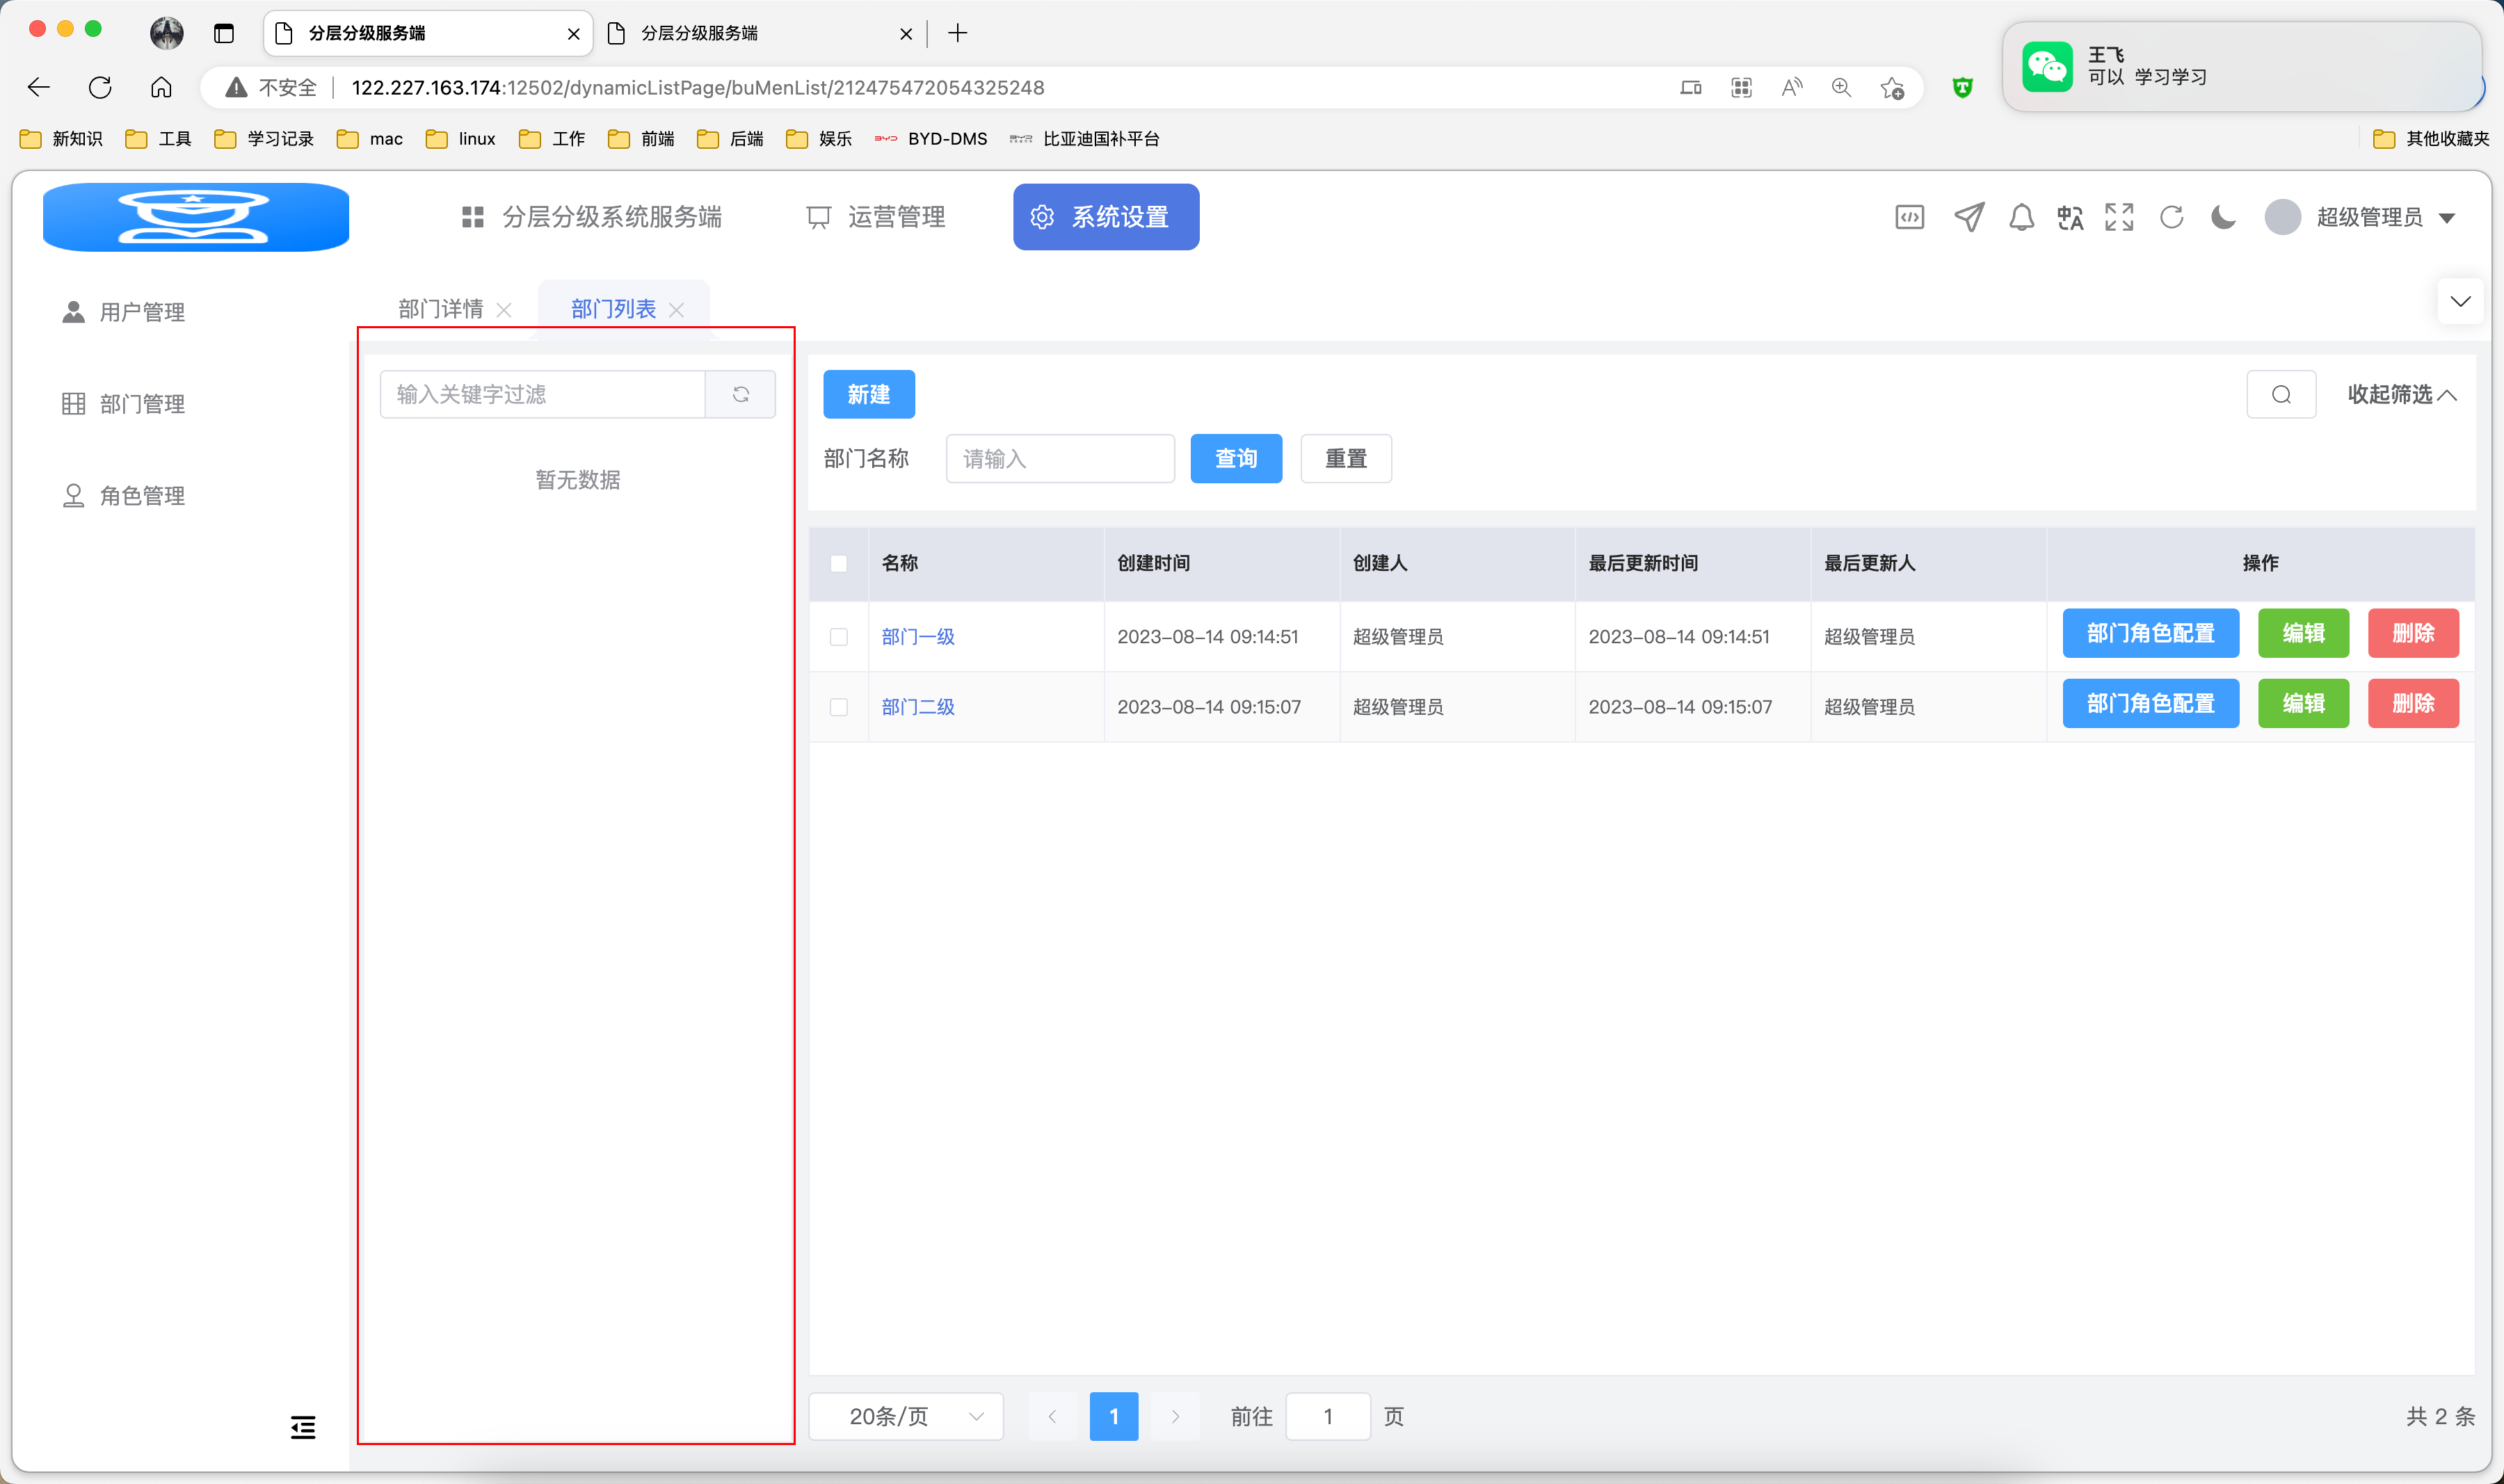 分层分级服务端
分层分级服务端
王飞
可以 学习学习
不安全
122.227.163.174:12502/dynamicListPage/buMenList/212475472054325248
新知识 工具 学习记录 mac linux 工作 前端 后端 娱乐 BYD-DMS 比亚迪国补平台 其他收藏夹
分层分级系统服务端 运营管理 系统设置 超级管理员
用户管理
部门管理
角色管理
部门详情 部门列表
输入关键字过滤
暂无数据
新建 收起筛选
部门名称 请输入 查询 重置
名称 创建时间 创建人 最后更新时间 最后更新人 操作
部门一级 2023-08-14 09:14:51 超级管理员 2023-08-14 09:14:51 超级管理员 部门角色配置 编辑 删除
部门二级 2023-08-14 09:15:07 超级管理员 2023-08-14 09:15:07 超级管理员 部门角色配置 编辑 删除
20条/页 1 前往 1 页 共 2 条